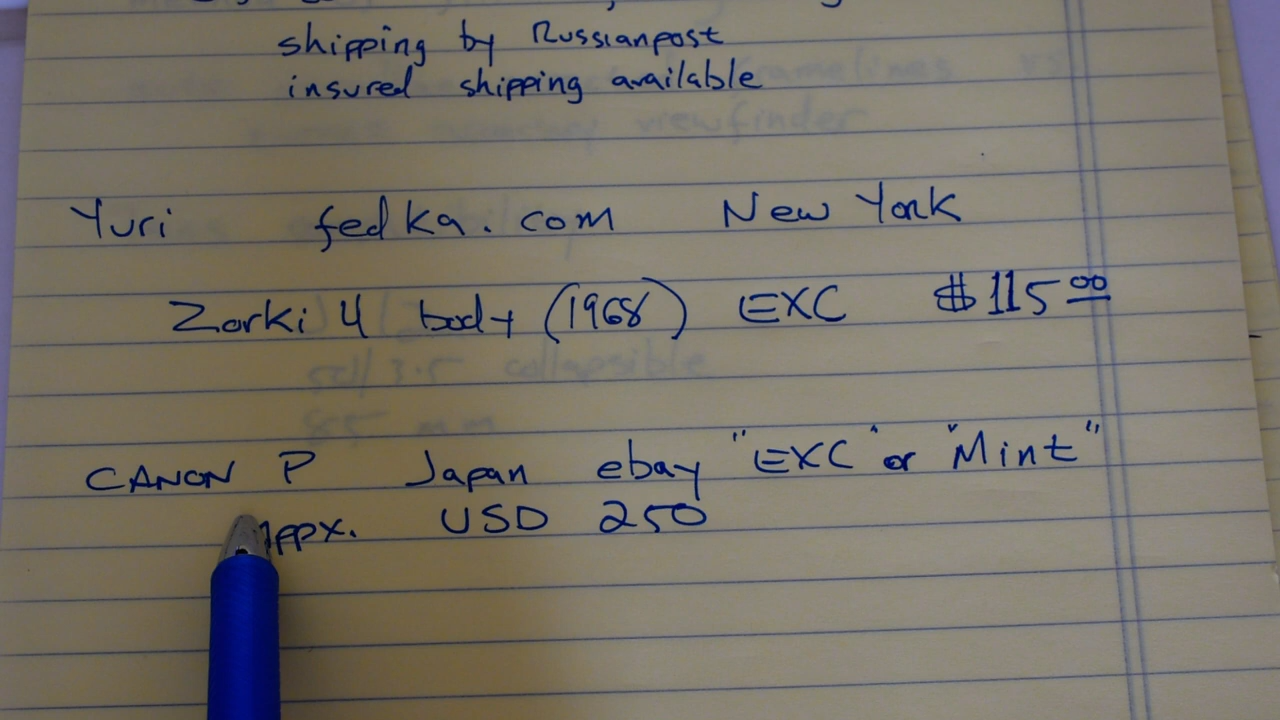 shipping by Russianpost
insured shipping available
Yuri fedka.com New York
Zorki 4 body (1968) EXC $115.00
CANON P Japan ebay "EXC" or "Mint"
Appx. USD 250